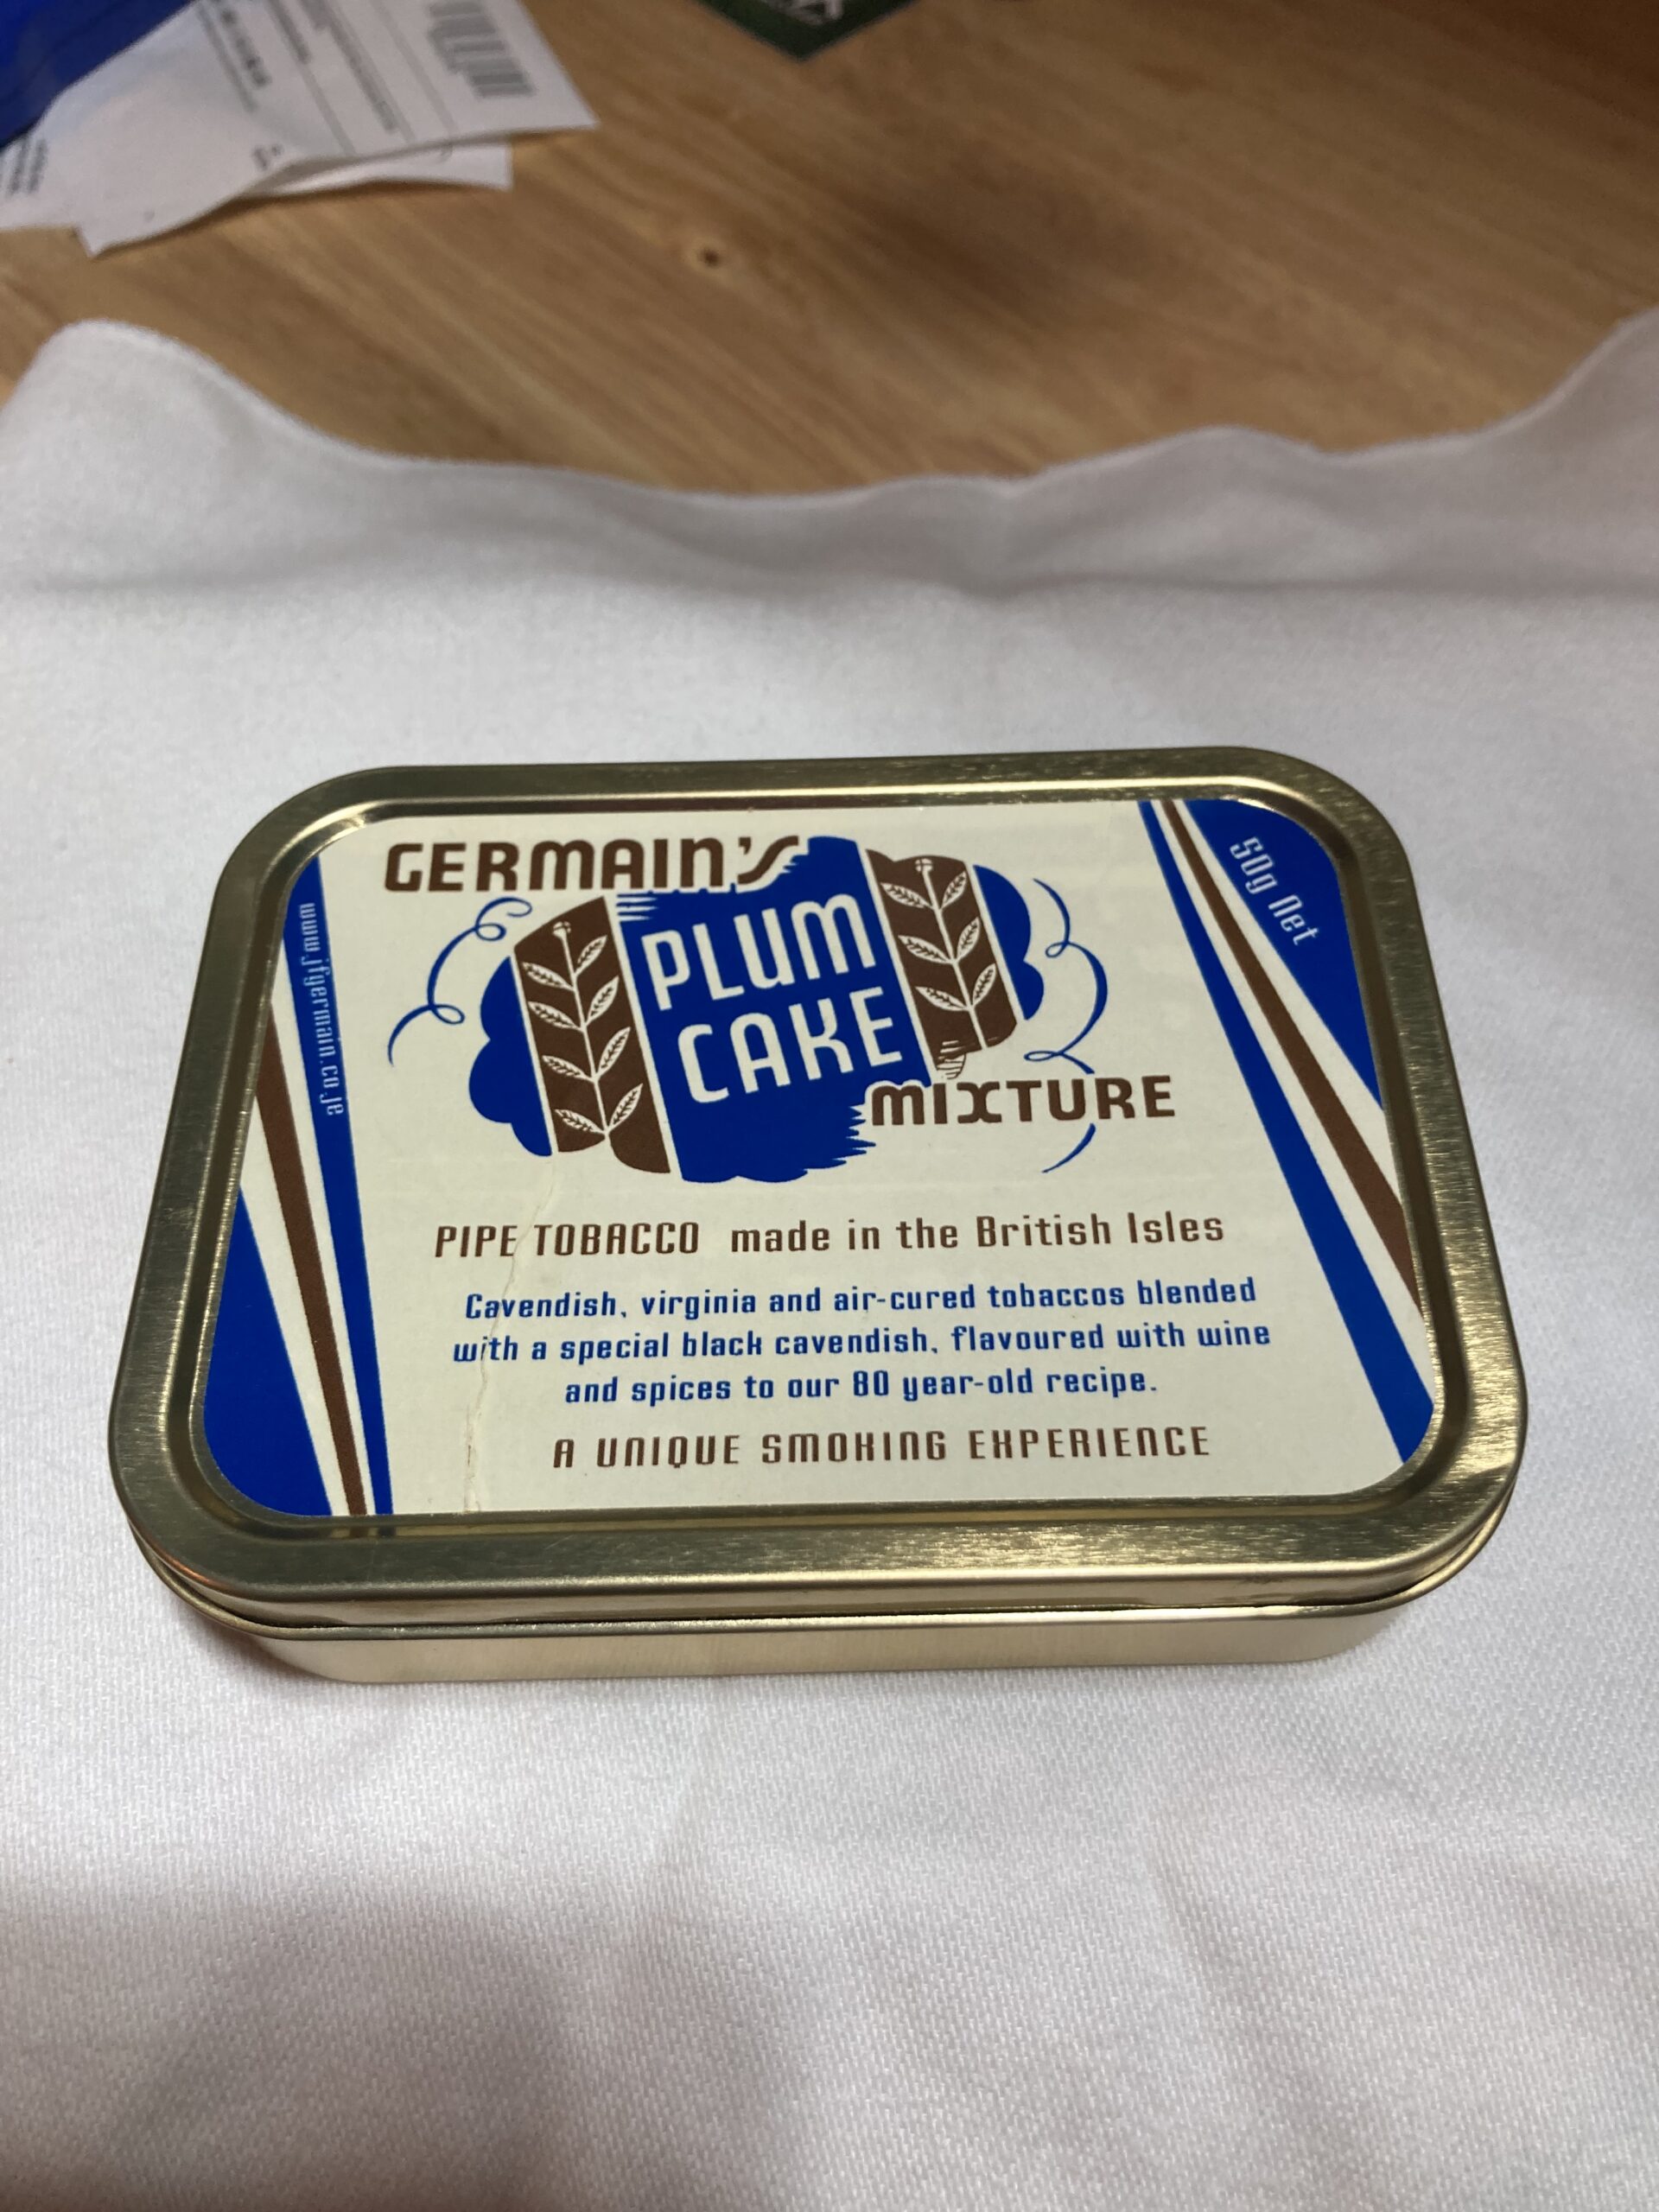 GERMAIN'S
PLUM
CAKE
MIXTURE
50g Net
www.jfgermain.co.je
PIPE TOBACCO made in the British Isles
Cavendish, virginia and air-cured tobaccos blended
with a special black cavendish, flavoured with wine
and spices to our 80 year-old recipe.
A UNIQUE SMOKING EXPERIENCE